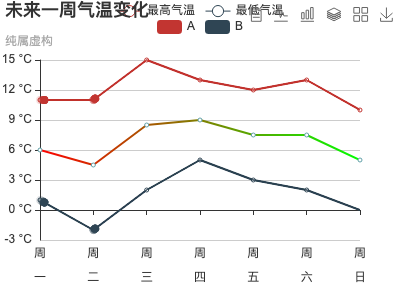 未来一周气温变化
最高气温 最低气温
A B
纯属虚构
15 °C
12 °C
9 °C
6 °C
3 °C
0 °C
-3 °C
周一 周二 周三 周四 周五 周六 周日